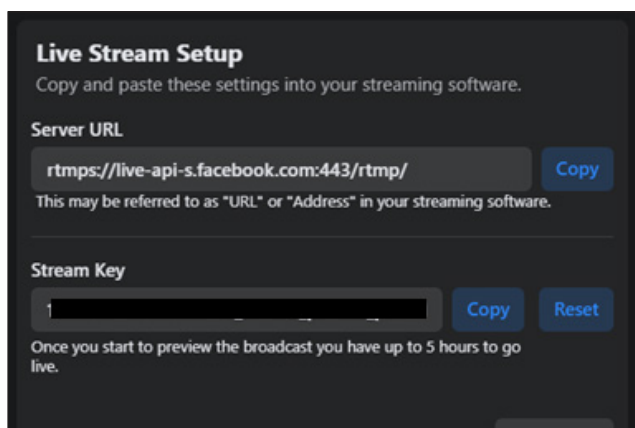 Live Stream Setup
Copy and paste these settings into your streaming software.
Server URL
rtmps://live-api-s.facebook.com:443/rtmp/
Copy
This may be referred to as "URL" or "Address" in your streaming software.
Stream Key
Copy
Reset
Once you start to preview the broadcast you have up to 5 hours to go
live.